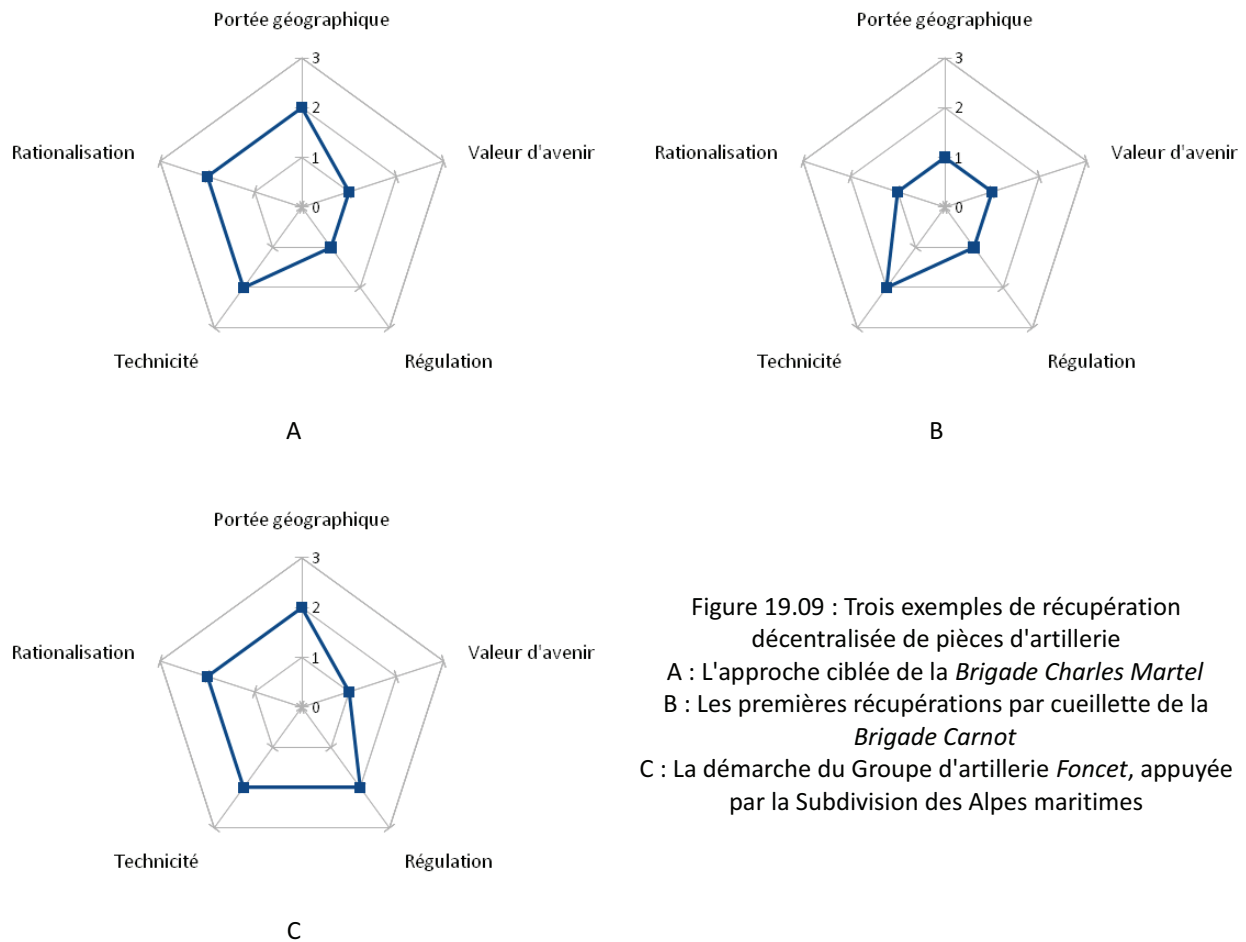 Portée géographique
3
2
Rationalisation
Valeur d'avenir
1
0
Technicité
Régulation
A
Portée géographique
3
2
Rationalisation
Valeur d'avenir
1
0
Technicité
Régulation
B
Portée géographique
3
2
Rationalisation
Valeur d'avenir
1
0
Technicité
Régulation
C
Figure 19.09 : Trois exemples de récupération
décentralisée de pièces d'artillerie
A : L'approche ciblée de la Brigade Charles Martel
B : Les premières récupérations par cueillette de la
Brigade Carnot
C : La démarche du Groupe d'artillerie Foncet, appuyée
par la Subdivision des Alpes maritimes